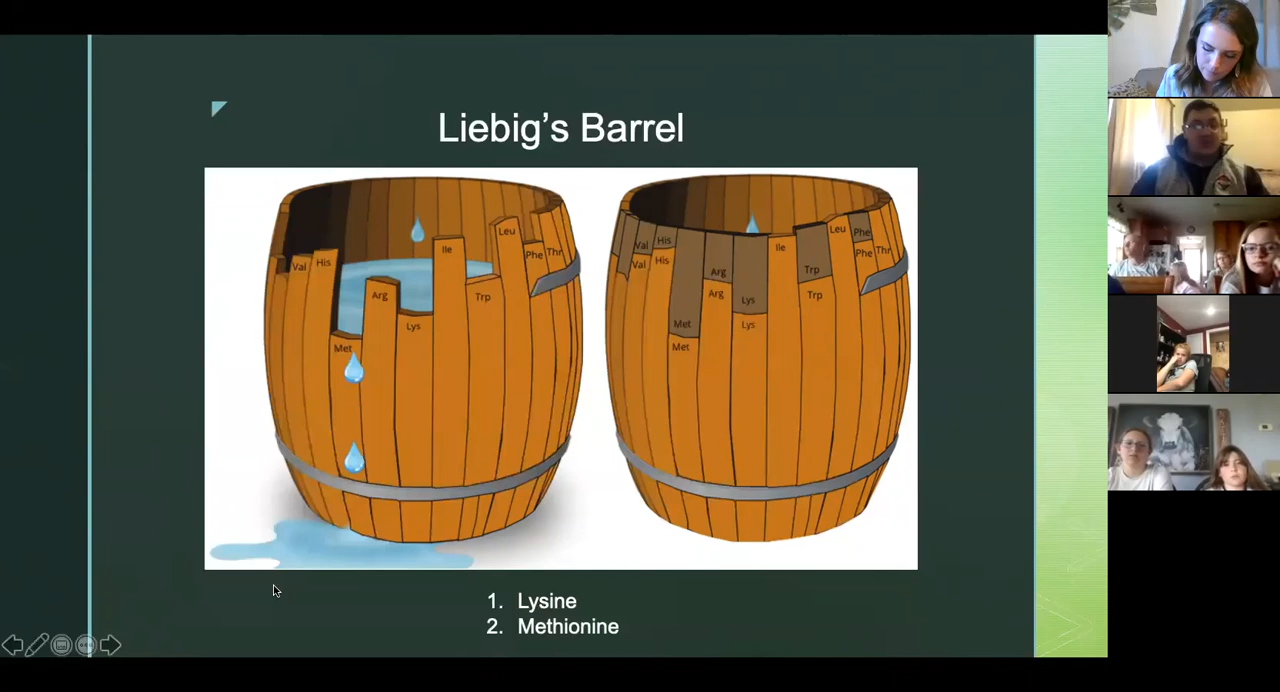 Liebig's Barrel
Val
His
Met
Arg
Lys
Ile
Trp
Leu
Phe
Thr
Val
Val
His
His
Met
Met
Arg
Arg
Lys
Lys
Ile
Trp
Trp
Leu
Phe
Phe
Thr
1. Lysine
2. Methionine